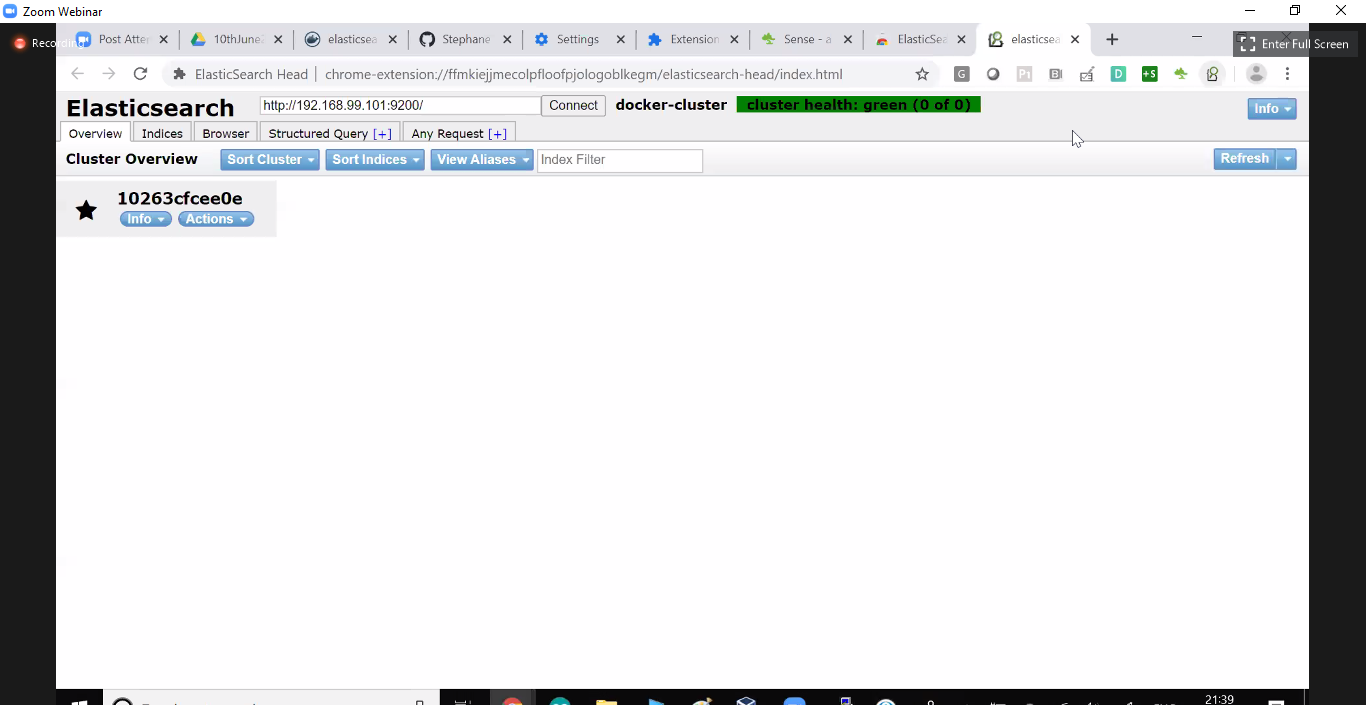 Zoom Webinar
Recording
Post Atte
10thJune
elasticsea
Stephane
Settings
Extension
Sense - a
ElasticSea
elasticsea
Enter Full Screen
ElasticSearch Head | chrome-extension://ffmkiejjmecolpfloofpjologoblkegm/elasticsearch-head/index.html
Elasticsearch
http://192.168.99.101:9200/
Connect
docker-cluster
cluster health: green (0 of 0)
Info
Overview
Indices
Browser
Structured Query [+]
Any Request [+]
Cluster Overview
Sort Cluster
Sort Indices
View Aliases
Index Filter
Refresh
10263cfcee0e
Info
Actions
21:39